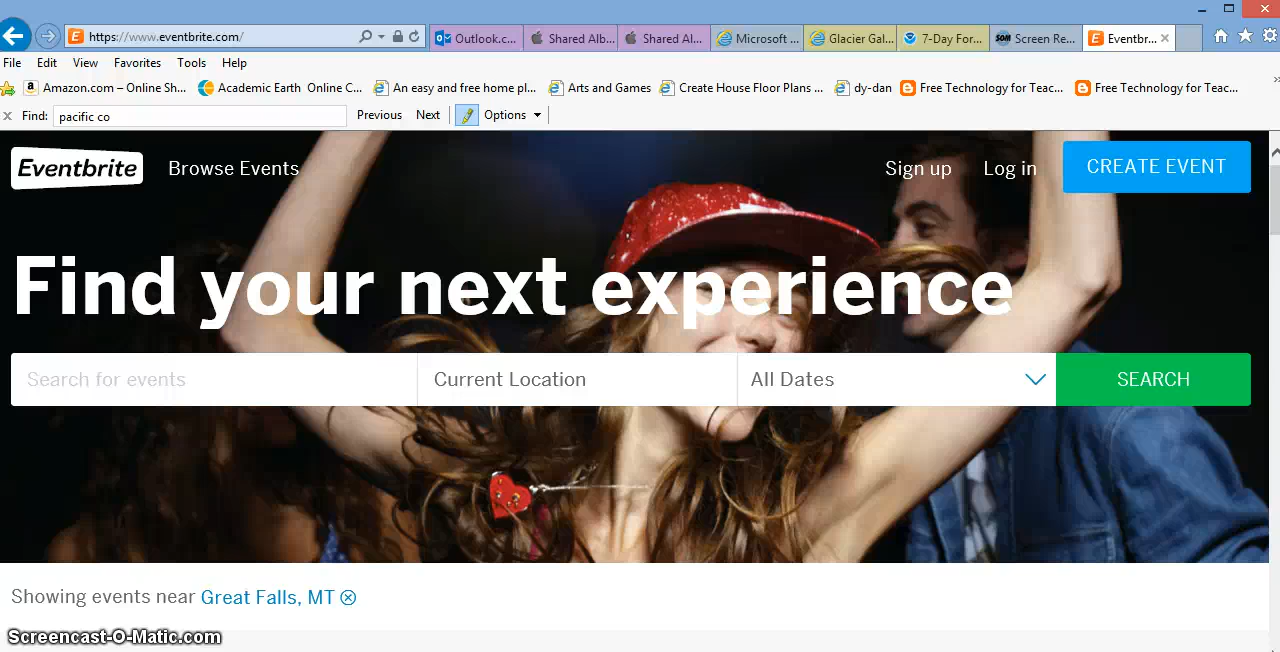 https://www.eventbrite.com/
Outlook.c... Shared Alb... Shared Al... Microsoft ... Glacier Gal... 7-Day For... SOM Screen Re... Eventbr...
File Edit View Favorites Tools Help
Amazon.com – Online Sh... Academic Earth Online C... An easy and free home pl... Arts and Games Create House Floor Plans ... dy-dan Free Technology for Teac... Free Technology for Teac...
Find: pacific co Previous Next Options
Eventbrite Browse Events Sign up Log in CREATE EVENT
Find your next experience
Search for events Current Location All Dates SEARCH
Showing events near Great Falls, MT
Screencast-O-Matic.com